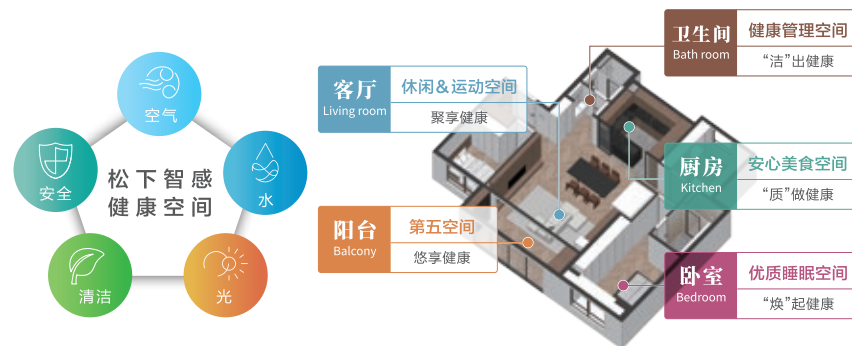 空气
安全
水
清洁
光
松下智感
健康空间
客厅
Living room
休闲&运动空间
聚享健康
阳台
Balcony
第五空间
悠享健康
卫生间
Bath room
健康管理空间
“洁”出健康
厨房
Kitchen
安心美食空间
“质”做健康
卧室
Bedroom
优质睡眠空间
“焕”起健康